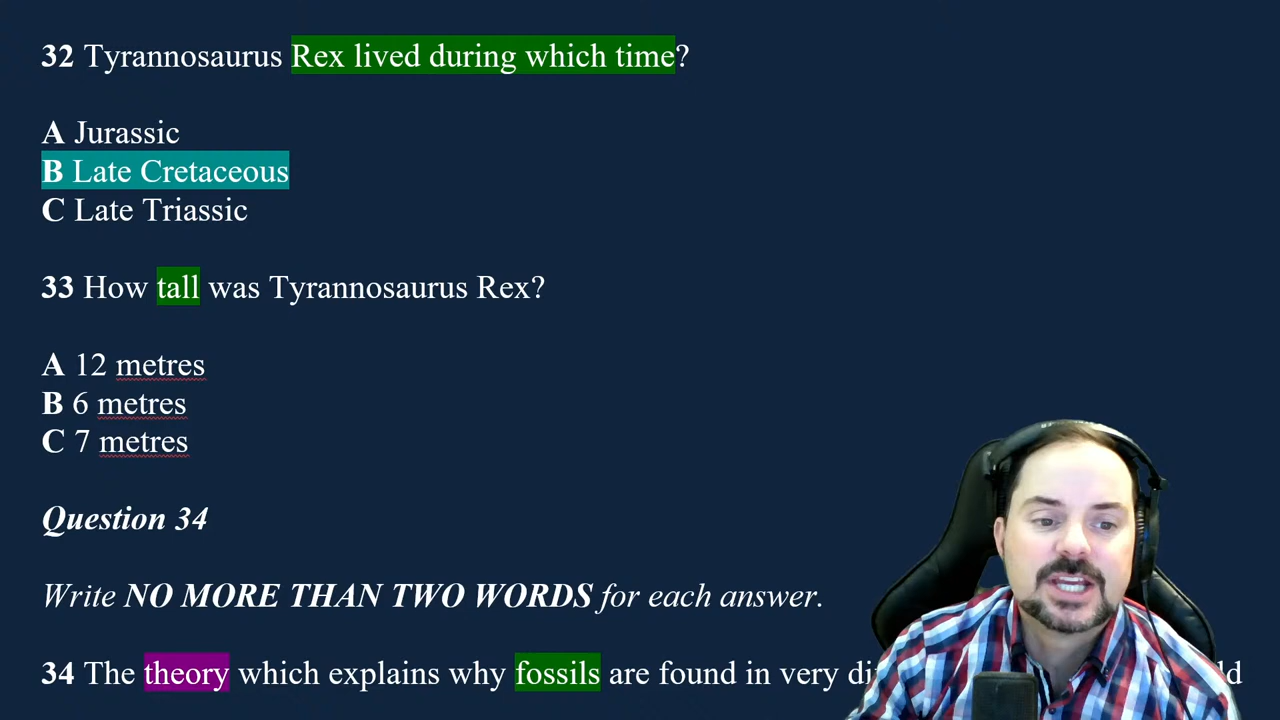 32 Tyrannosaurus Rex lived during which time?
A Jurassic
B Late Cretaceous
C Late Triassic
33 How tall was Tyrannosaurus Rex?
A 12 metres
B 6 metres
C 7 metres
Question 34
Write NO MORE THAN TWO WORDS for each answer.
34 The theory which explains why fossils are found in very